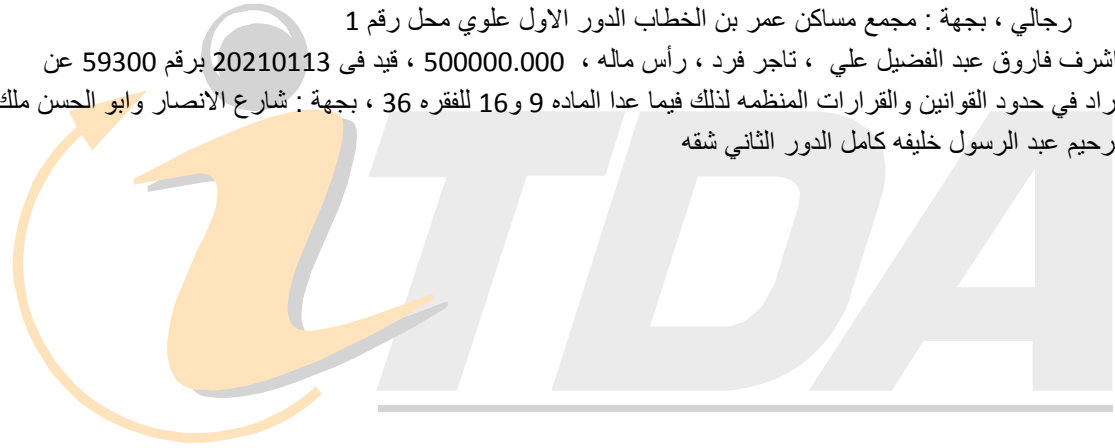 رجالي ، بجهة : مجمع مساكن عمر بن الخطاب الدور الاول علوي محل رقم 1
اشرف فاروق عبد الفضيل علي ، تاجر فرد ، رأس ماله ، 500000.000 ، قيد فى 20210113 برقم 59300 عن
راد في حدود القوانين والقرارات المنظمه لذلك فيما عدا الماده 9 و16 للفقره 36 ، بجهة : شارع الانصار وابو الحسن ملك
رحيم عبد الرسول خليفه كامل الدور الثاني شقه
iTDA